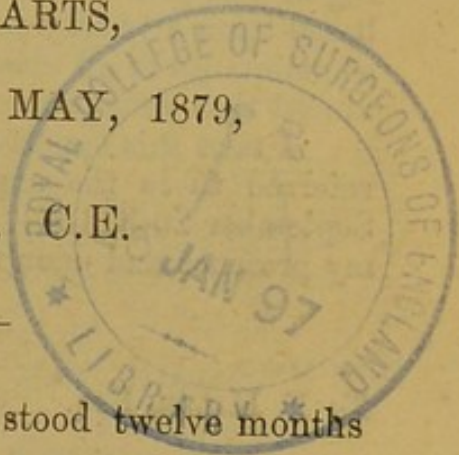 ARTS,
MAY, 1879,
C.E.
stood twelve months
ROYAL COLLEGE OF SURGEONS OF ENGLAND
JAN 97
* LIBRARY *